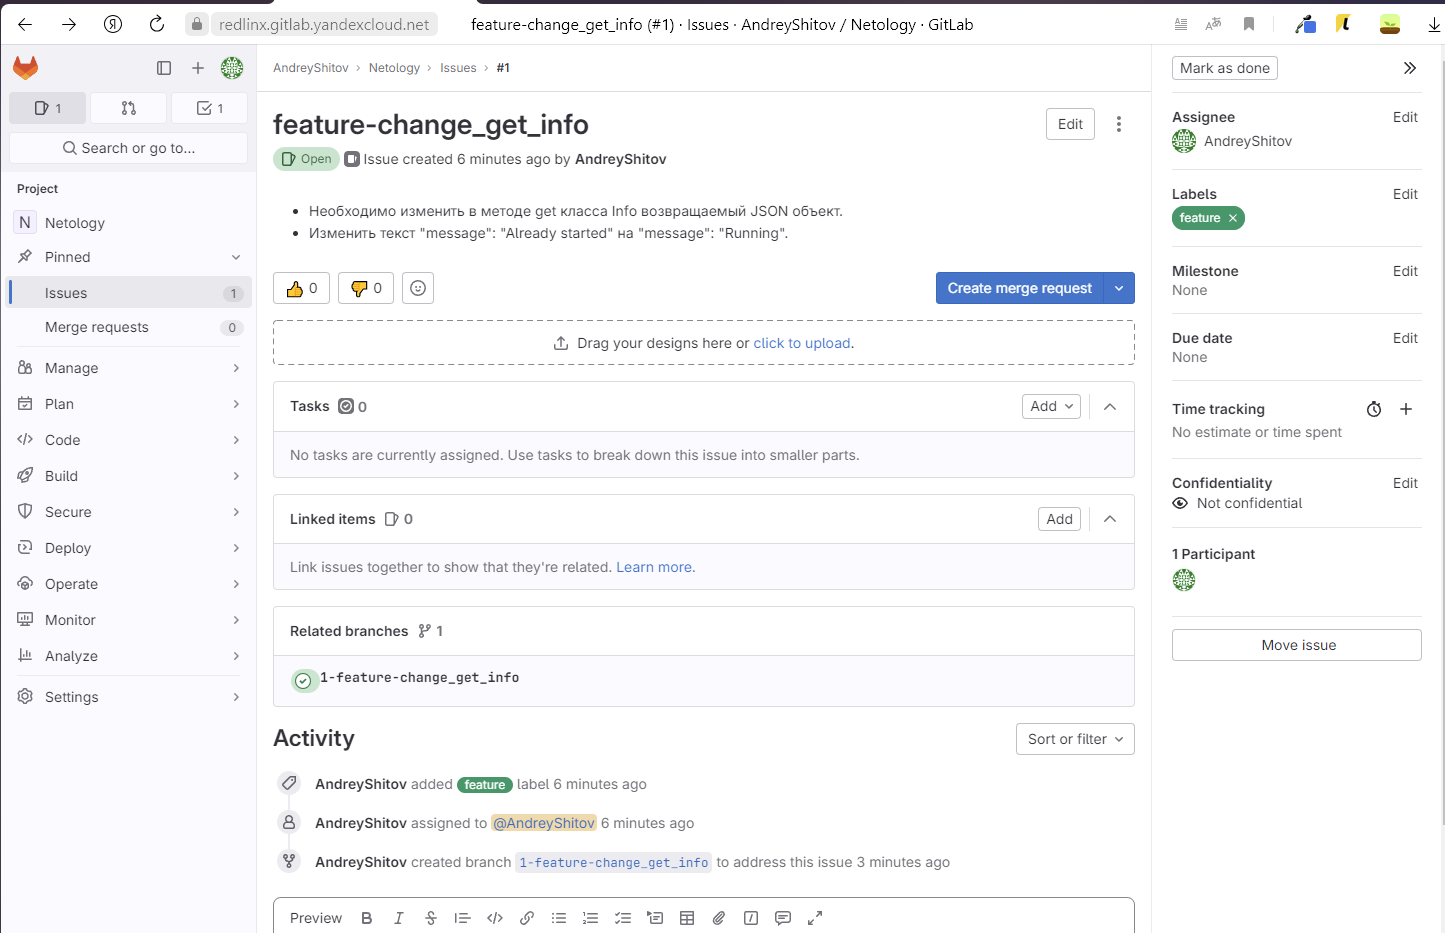 redlinx.gitlab.yandexcloud.net
feature-change_get_info (#1) · Issues · AndreyShitov / Netology · GitLab
1
1
Search or go to...
Project
N Netology
Pinned
Issues 1
Merge requests 0
Manage
Plan
Code
Build
Secure
Deploy
Operate
Monitor
Analyze
Settings
AndreyShitov › Netology › Issues › #1
feature-change_get_info
Edit
Open Issue created 6 minutes ago by AndreyShitov
• Необходимо изменить в методе get класса Info возвращаемый JSON объект.
• Изменить текст "message": "Already started" на "message": "Running".
0
0
Create merge request
Drag your designs here or click to upload.
Tasks 0
Add
No tasks are currently assigned. Use tasks to break down this issue into smaller parts.
Linked items 0
Add
Link issues together to show that they're related. Learn more.
Related branches 1
1-feature-change_get_info
Activity
Sort or filter
AndreyShitov added feature label 6 minutes ago
AndreyShitov assigned to @AndreyShitov 6 minutes ago
AndreyShitov created branch 1-feature-change_get_info to address this issue 3 minutes ago
Preview
Mark as done
Assignee Edit
AndreyShitov
Labels Edit
feature ×
Milestone Edit
None
Due date Edit
None
Time tracking
No estimate or time spent
Confidentiality Edit
Not confidential
1 Participant
Move issue